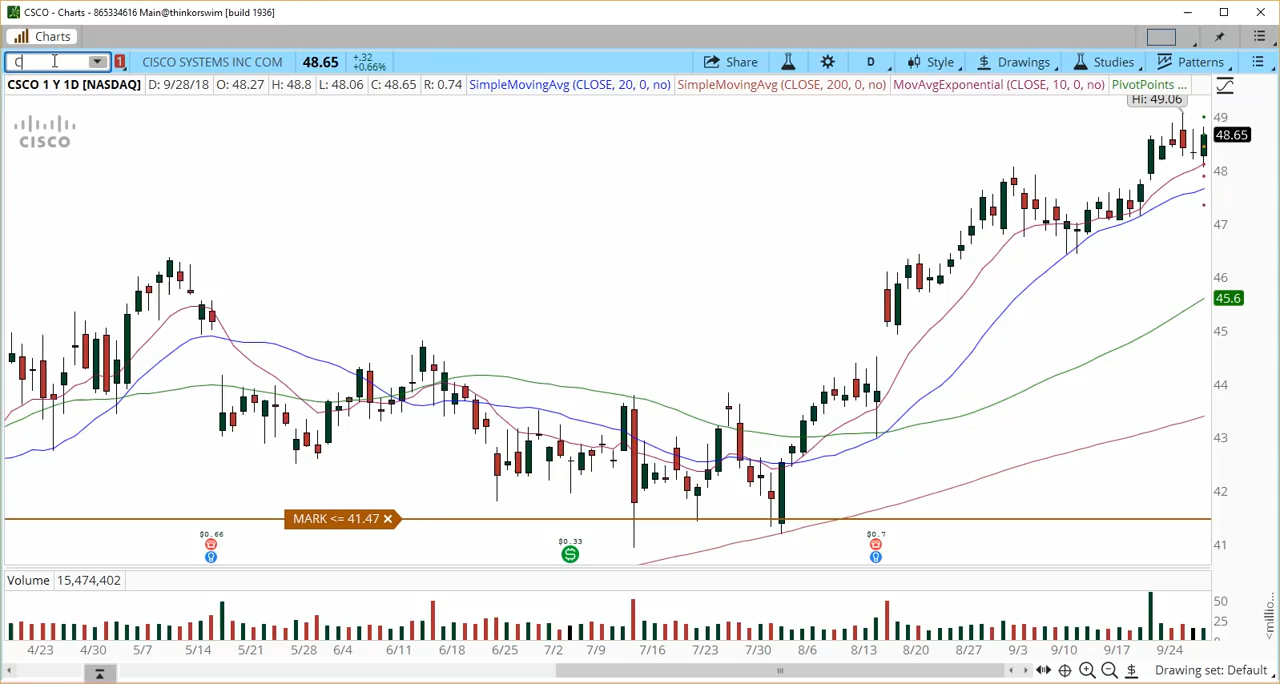 CSCO - Charts - 865334616 Main@thinkorswim [build 1936]
Charts
C 1 CISCO SYSTEMS INC COM 48.65 +.32 +0.66% Share D Style Drawings Studies Patterns
CSCO 1 Y 1D [NASDAQ] D: 9/28/18 O: 48.27 H: 48.8 L: 48.06 C: 48.65 R: 0.74 SimpleMovingAvg (CLOSE, 20, 0, no) SimpleMovingAvg (CLOSE, 200, 0, no) MovAvgExponential (CLOSE, 10, 0, no) PivotPoints ...
Hi: 49.06
CISCO
49
48.65
48
47
46
45.6
45
44
43
42
MARK <= 41.47
41
$0.66 $0.33 $0.7
Volume 15,474,402
50
25
0
<millio...
4/23 4/30 5/7 5/14 5/21 5/28 6/4 6/11 6/18 6/25 7/2 7/9 7/16 7/23 7/30 8/6 8/13 8/20 8/27 9/3 9/10 9/17 9/24
Drawing set: Default